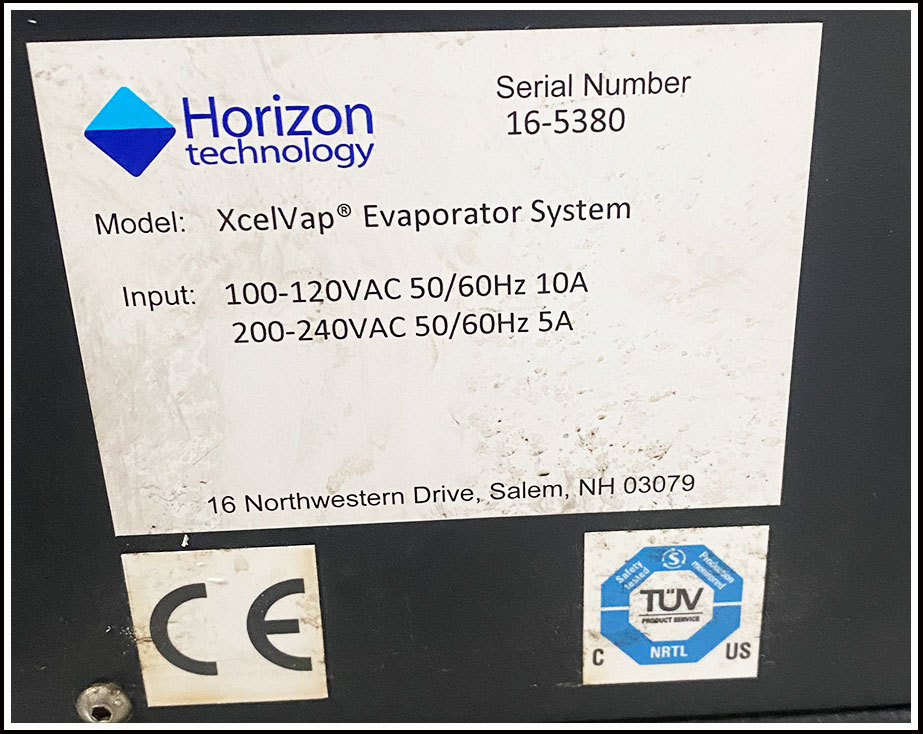 Horizon
technology
Serial Number
16-5380
Model: XcelVap® Evaporator System
Input: 100-120VAC 50/60Hz 10A
200-240VAC 50/60Hz 5A
16 Northwestern Drive, Salem, NH 03079
CE
Safety tested
S
Production monitored
TÜV
PRODUCT SERVICE
NRTL
C US